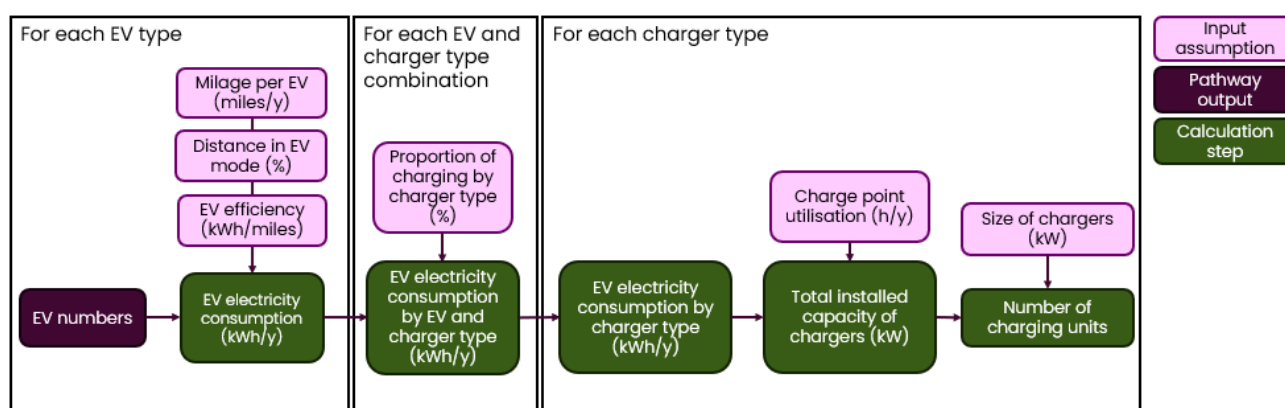 For each EV type
Milage per EV
(miles/y)
Distance in EV
mode (%)
EV efficiency
(kWh/miles)
EV numbers
EV electricity
consumption
(kWh/y)
For each EV and
charger type
combination
Proportion of
charging by
charger type
(%)
EV electricity
consumption
by EV and
charger type
(kWh/y)
For each charger type
EV electricity
consumption by
charger type
(kWh/y)
Charge point
utilisation (h/y)
Total installed
capacity of
chargers (kW)
Size of chargers
(kW)
Number of
charging units
Input
assumption
Pathway
output
Calculation
step